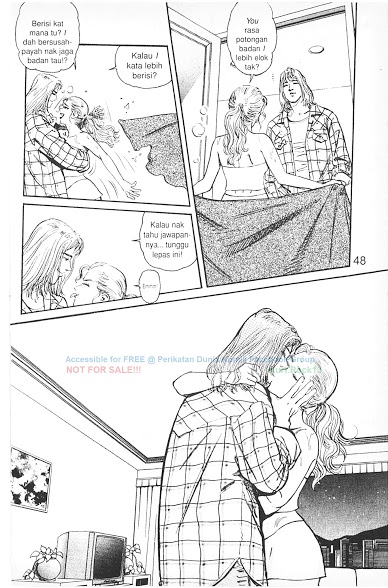 You
rasa
potongan
badan I
lebih elok
tak?
Kalau I
kata lebih
berisi?
Berisi kat
mana tu? I
dah bersusah-
payah nak jaga
badan tau!?
48
Kalau nak
tahu jawapan-
nya... tunggu
lepas ini!
Emmm
Accessible for FREE @ Perikatan
Group
NOT FOR SALE!!!